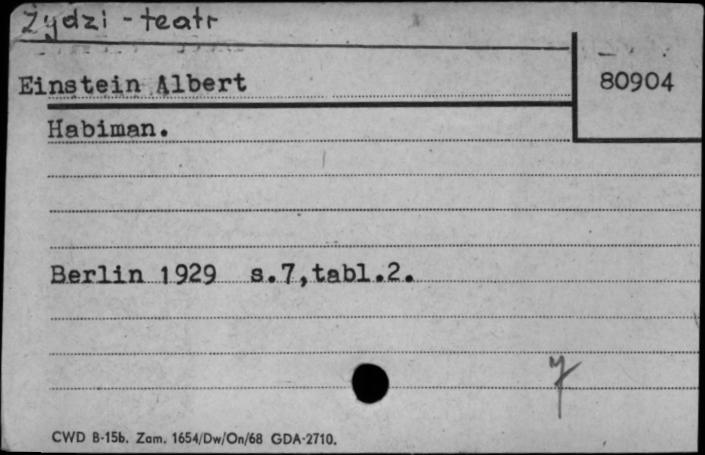 Żydzi - teatr
Einstein Albert
80904
Habiman.
Berlin 1929 s.7,tabl.2.
7
CWD B-15b. Zam. 1654/Dw/On/68 GDA-2710.